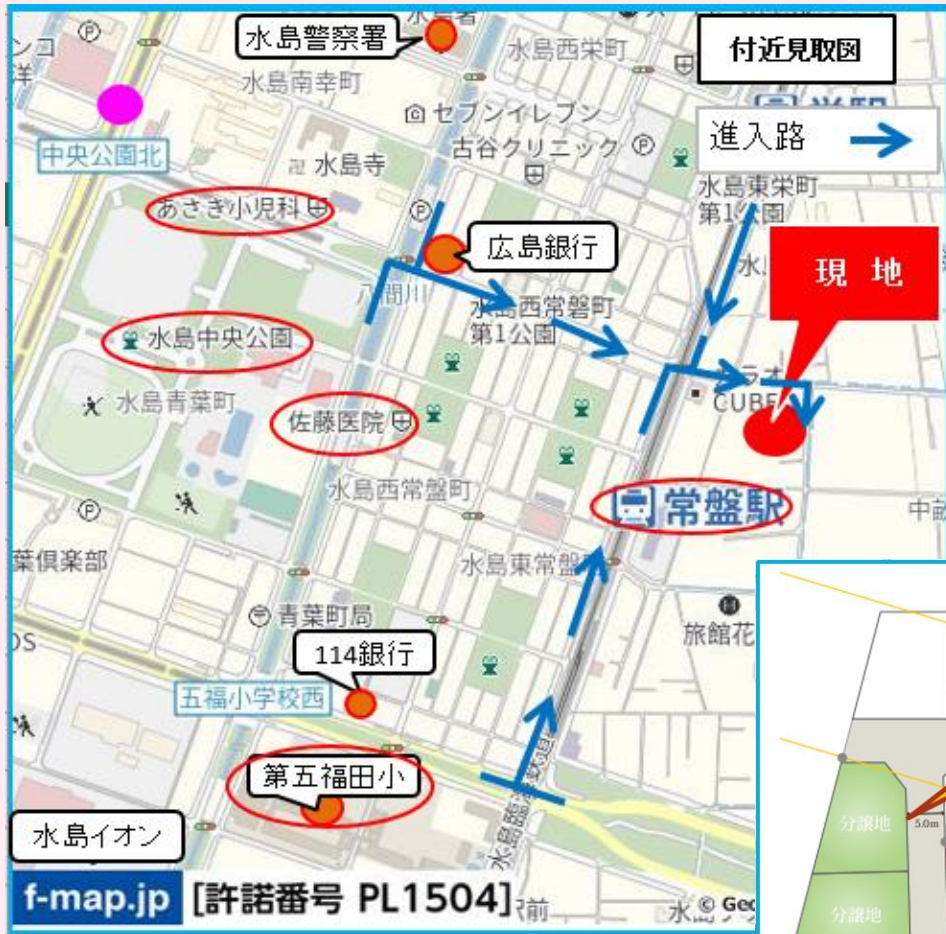 水島警察署
水島西栄町
付近見取図
水島南幸町
セブンイレブン
進入路
中央公園北
水島寺
古谷クリニック
水島東栄町
第1公園
あさぎ小児科
広島銀行
現 地
八間川
水島西常磐町
第1公園
水島中央公園
CUBE
水島青葉町
佐藤医院
水島西常盤町
常盤駅
葉倶楽部
水島東常盤
青葉町局
旅館花
114銀行
五福小学校西
第五福田小
水島イオン
分譲地
5.0m
分譲地
f-map.jp [許諾番号 PL1504]
駅前